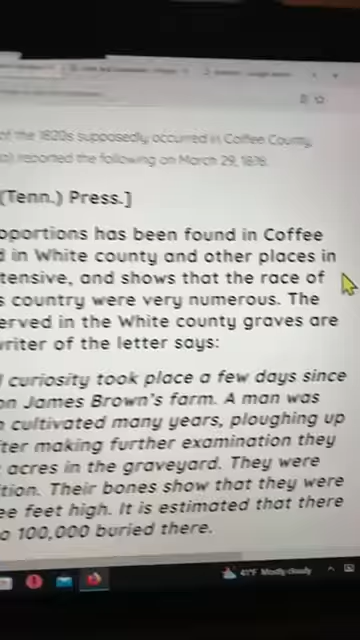 of the 1820s supposedly occurred in Coffee County,
reported the following on March 29, 1876
(Tenn.) Press.]
oportions has been found in Coffee
d in White county and other places in
tensive, and shows that the race of
s country were very numerous. The
erved in the White county graves are
writer of the letter says:
l curiosity took place a few days since
on James Brown's farm. A man was
n cultivated many years, ploughing up
fter making further examination they
acres in the graveyard. They were
tion. Their bones show that they were
ee feet high. It is estimated that there
o 100,000 buried there.
41°F Mostly cloudy